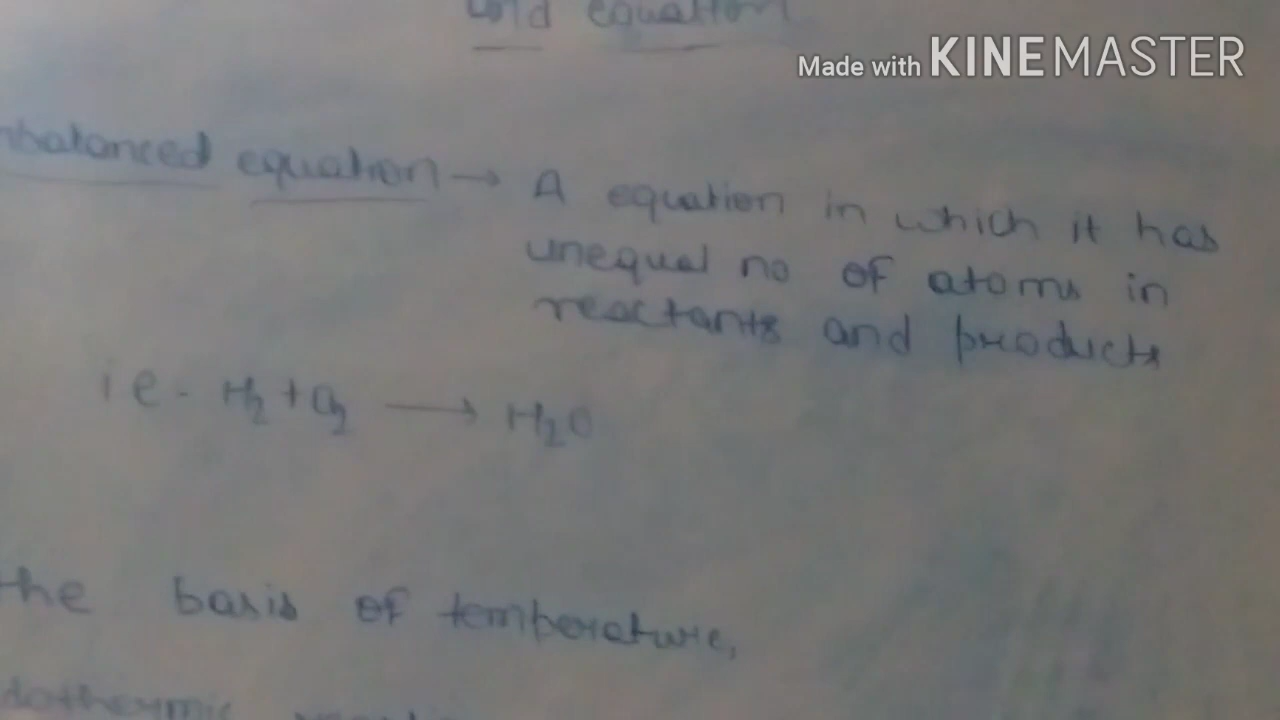 equation
Made with KINEMASTER
nbalanced equation → A equation in which it has
unequal no of atoms in
reactants and products
i e - H₂ + O₂ → H₂O
the basis of temperature,